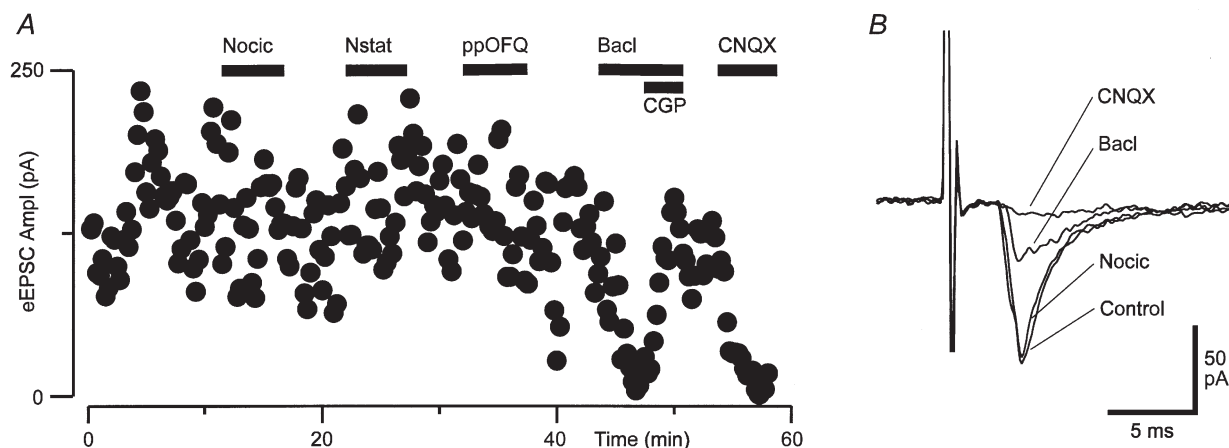 A
Nocic
Nstat
ppOFQ
Bacl
CNQX
CGP
250
0
eEPSC Ampl (pA)
0
20
40
Time (min)
60
B
CNQX
Bacl
Nocic
Control
50
pA
5 ms